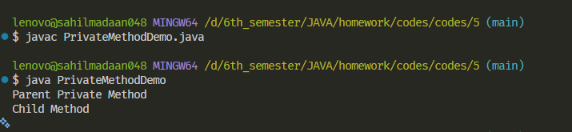 lenovo@sahilmadaan048 MINGW64 /d/6th_semester/JAVA/homework/codes/codes/5 (main)
$ javac PrivateMethodDemo.java
lenovo@sahilmadaan048 MINGW64 /d/6th_semester/JAVA/homework/codes/codes/5 (main)
$ java PrivateMethodDemo
Parent Private Method
Child Method